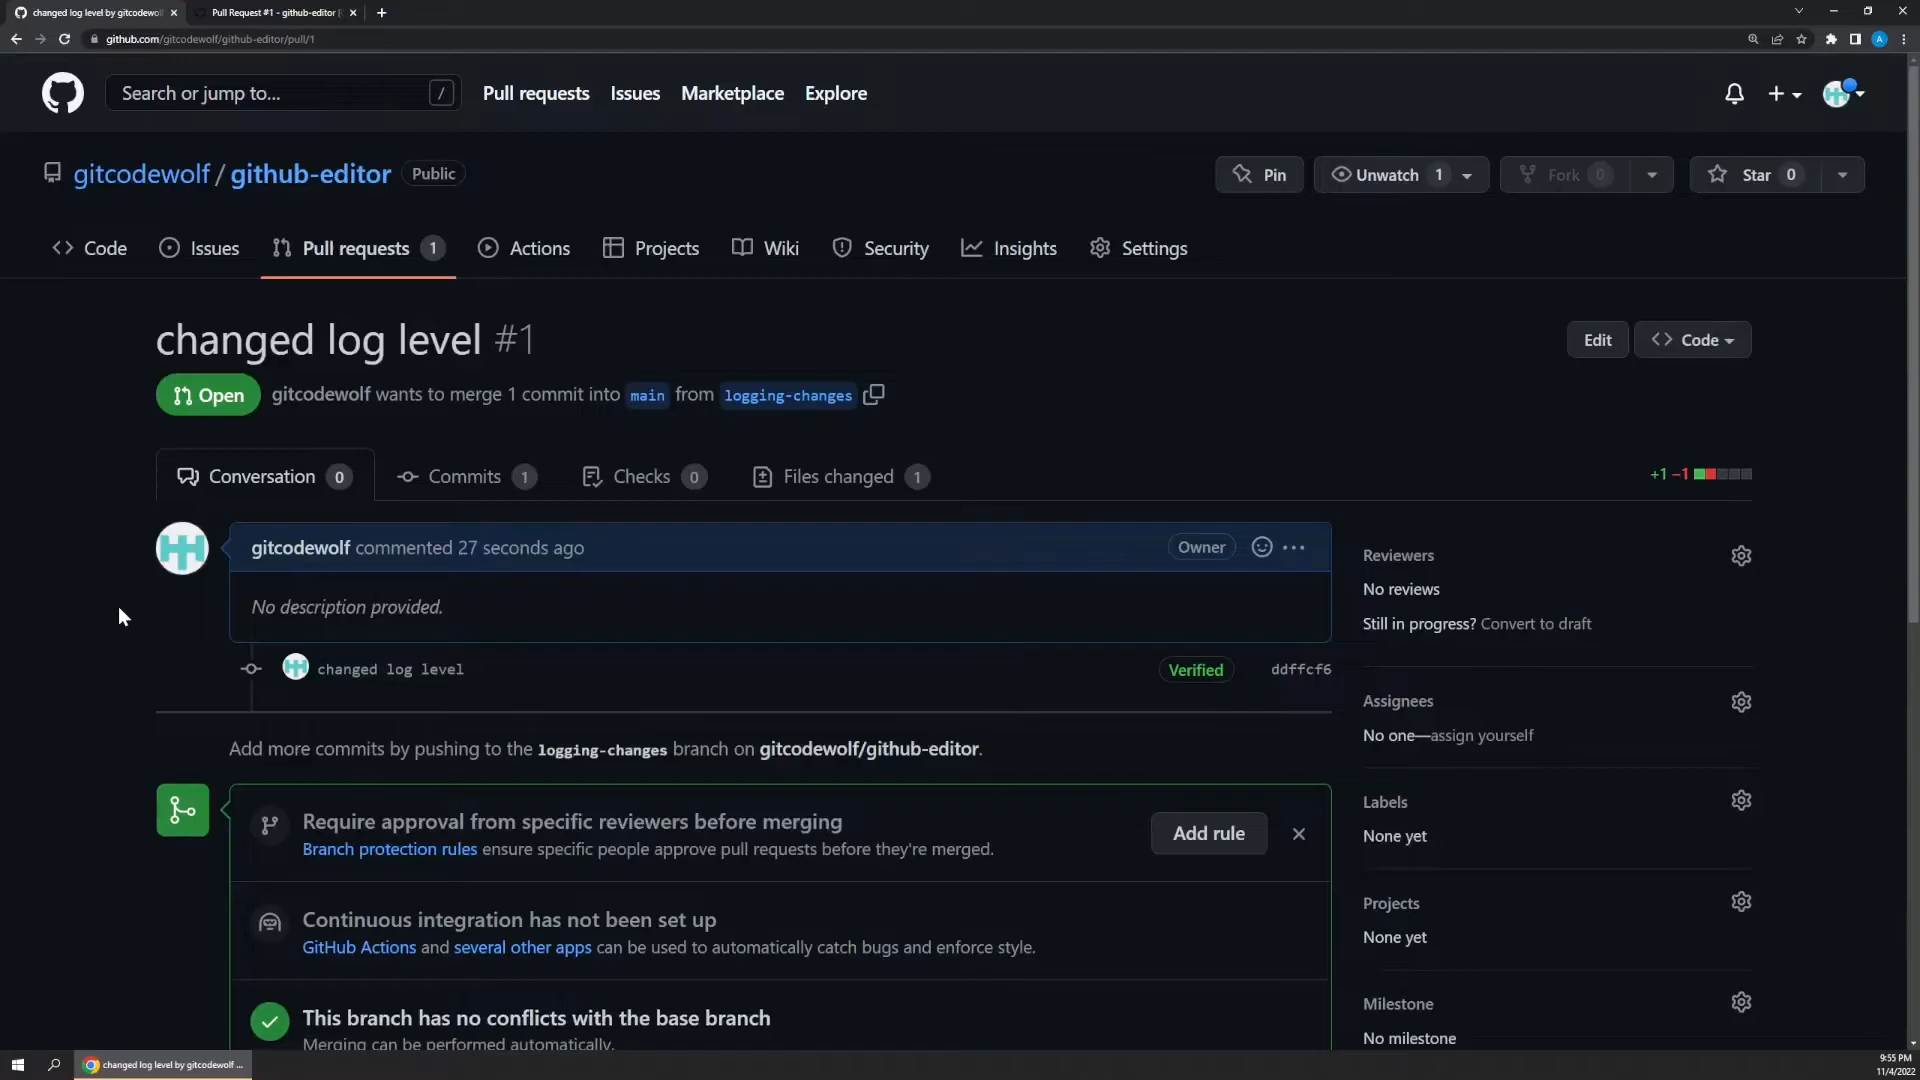 changed log level by gitcodewol
Pull Request #1 - github-editor [
github.com/gitcodewolf/github-editor/pull/1
A
Search or jump to...
/
Pull requests
Issues
Marketplace
Explore
gitcodewolf / github-editor
Public
Pin
Unwatch 1
Fork 0
Star 0
Code
Issues
Pull requests 1
Actions
Projects
Wiki
Security
Insights
Settings
changed log level #1
Edit
Code
Open
gitcodewolf wants to merge 1 commit into main from logging-changes
Conversation 0
Commits 1
Checks 0
Files changed 1
+1 −1
gitcodewolf commented 27 seconds ago
Owner
No description provided.
changed log level
Verified
ddffcf6
Add more commits by pushing to the logging-changes branch on gitcodewolf/github-editor.
Require approval from specific reviewers before merging
Branch protection rules ensure specific people approve pull requests before they're merged.
Add rule
Continuous integration has not been set up
GitHub Actions and several other apps can be used to automatically catch bugs and enforce style.
This branch has no conflicts with the base branch
Merging can be performed automatically.
Reviewers
No reviews
Still in progress? Convert to draft
Assignees
No one—assign yourself
Labels
None yet
Projects
None yet
Milestone
No milestone
changed log level by gitcodewolf ...
9:55 PM
11/4/2022